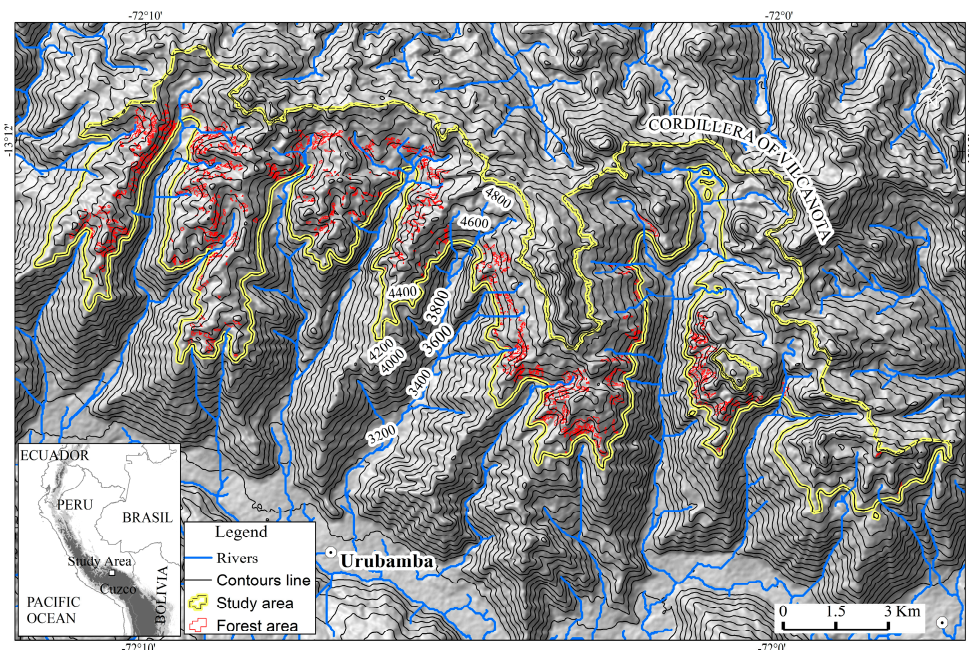 -72°10'
-72°0'
-13°12'
CORDILLERA OF VILCANOTA
4800
4600
4400
3800
3600
4200
4000
3400
3200
ECUADOR
PERU
BRASIL
Study Area
Cuzco
BOLIVIA
PACIFIC
OCEAN
Legend
Rivers
Contours line
Study area
Forest area
Urubamba
0 1.5 3 Km
-72°10'
-72°0'